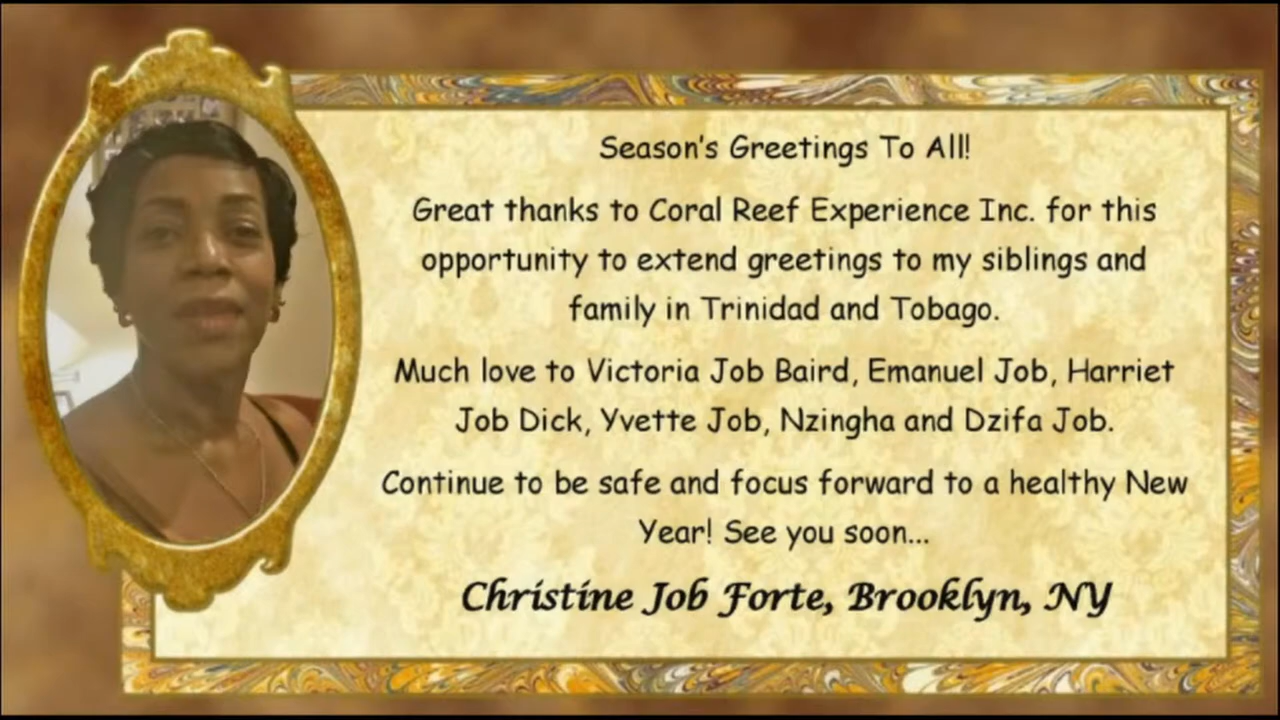 Season's Greetings To All!
Great thanks to Coral Reef Experience Inc. for this
opportunity to extend greetings to my siblings and
family in Trinidad and Tobago.
Much love to Victoria Job Baird, Emanuel Job, Harriet
Job Dick, Yvette Job, Nzingha and Dzifa Job.
Continue to be safe and focus forward to a healthy New
Year! See you soon...
Christine Job Forte, Brooklyn, NY